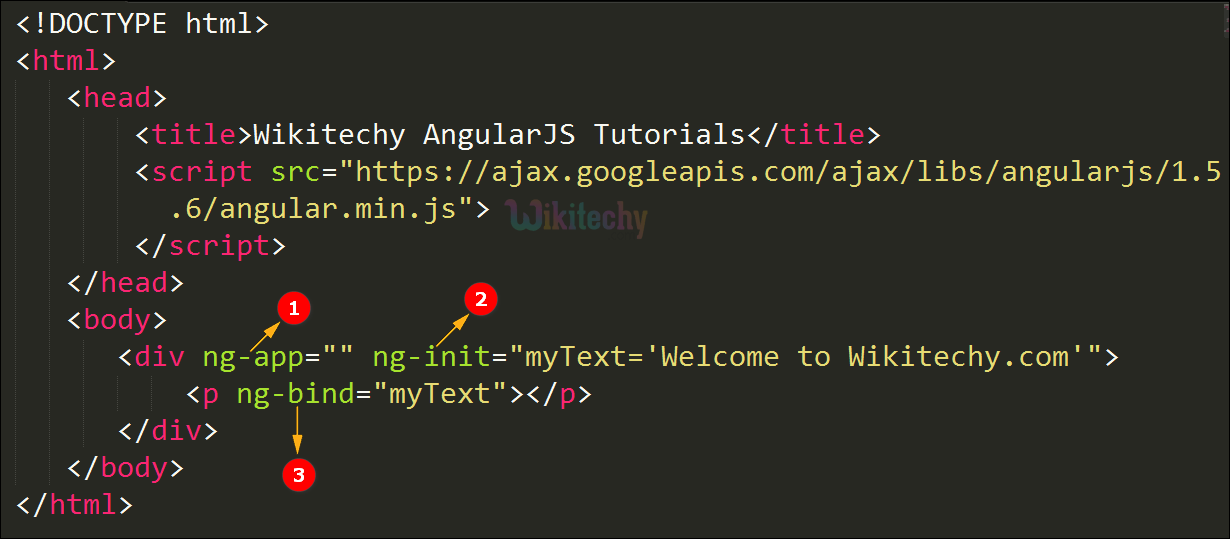 <!DOCTYPE html>
<html>
<head>
<title>Wikitechy AngularJS Tutorials</title>
<script src="https://ajax.googleapis.com/ajax/libs/angularjs/1.5
.6/angular.min.js">
Wikitechy
</script>
</head>
1
2
<body>
<div ng-app="" ng-init="myText='Welcome to Wikitechy.com'">
<p ng-bind="myText"></p>
</div>
</body>
3
</html>